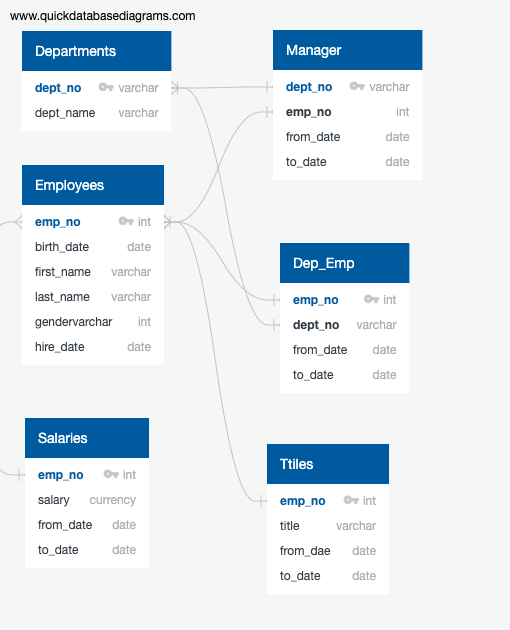 www.quickdatabasediagrams.com
Departments
dept_no varchar
dept_name varchar
Manager
dept_no varchar
emp_no int
from_date date
to_date date
Employees
emp_no int
birth_date date
first_name varchar
last_name varchar
gendervarchar int
hire_date date
Dep_Emp
emp_no int
dept_no varchar
from_date date
to_date date
Salaries
emp_no int
salary currency
from_date date
to_date date
Ttiles
emp_no int
title varchar
from_dae date
to_date date